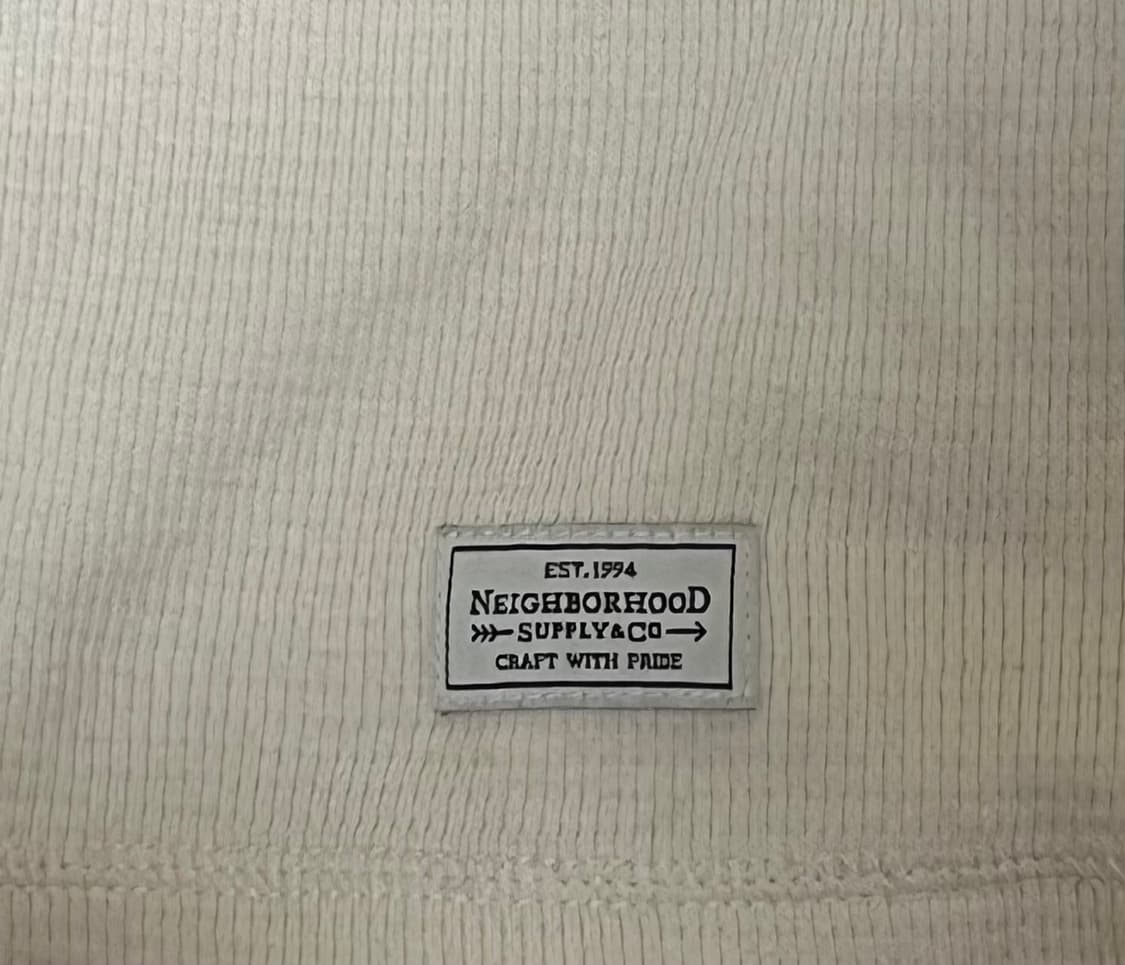 EST. 1994
NEIGHBORHOOD
SUPPLY & CO
CRAFT WITH PRIDE